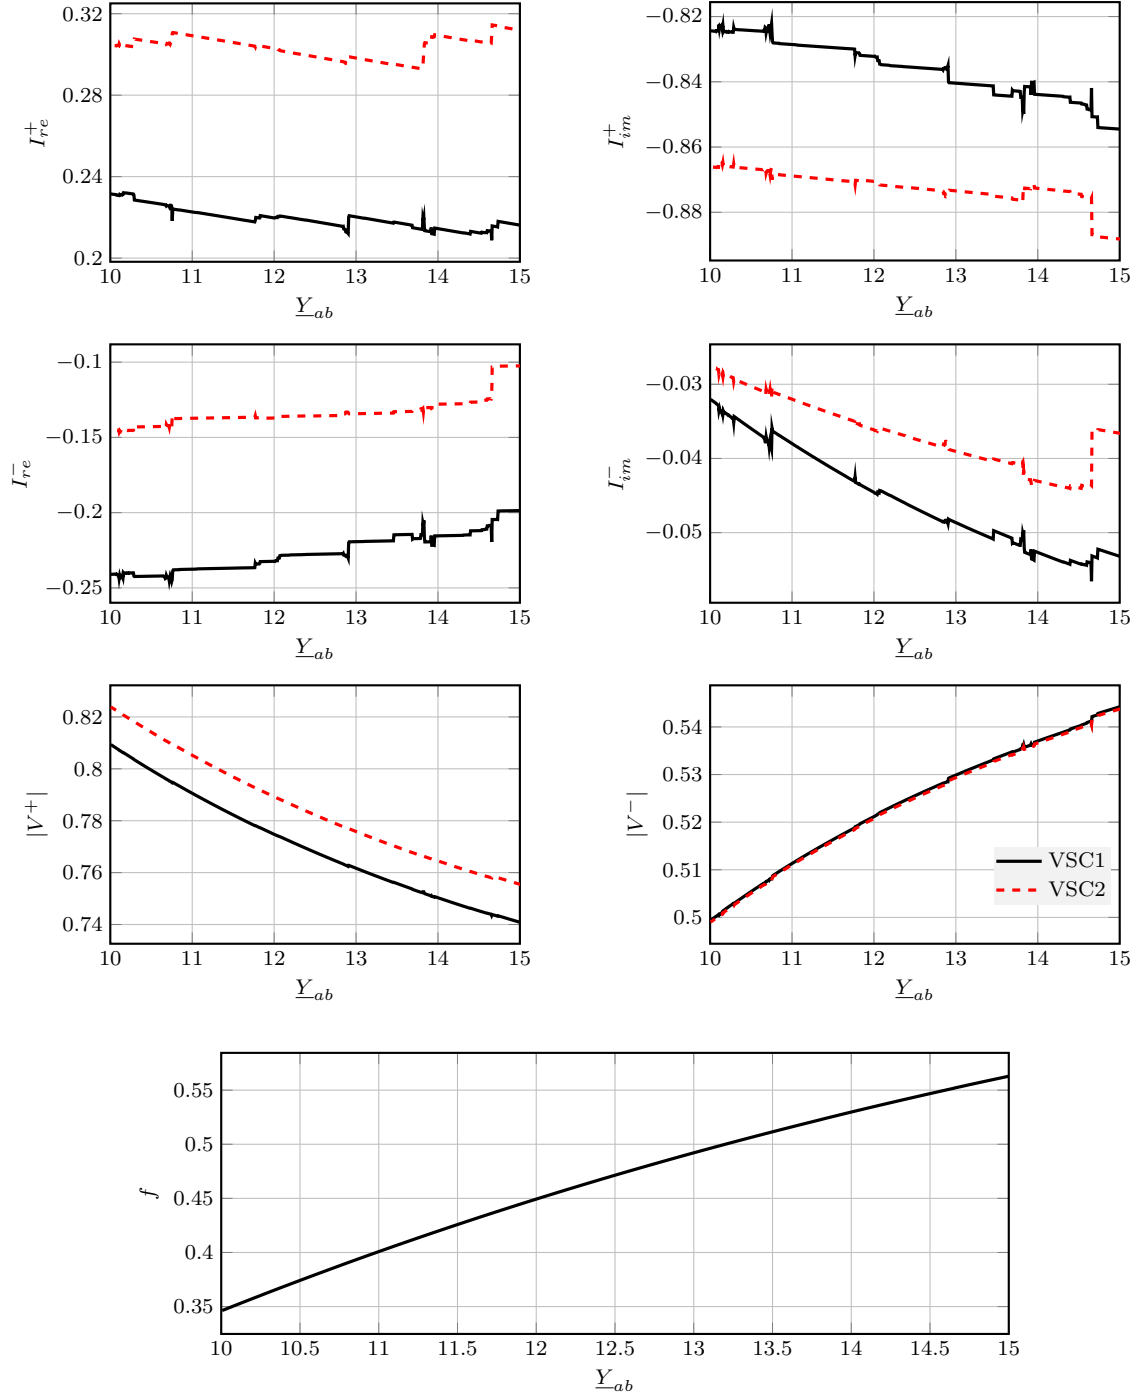 0.32
0.28
0.24
0.2
I⁺re
10 11 12 13 14 15
Y_ab
−0.82
−0.84
−0.86
−0.88
I⁺im
10 11 12 13 14 15
Y_ab
−0.1
−0.15
−0.2
−0.25
I⁻re
10 11 12 13 14 15
Y_ab
−0.03
−0.04
−0.05
I⁻im
10 11 12 13 14 15
Y_ab
0.82
0.8
0.78
0.76
0.74
|V⁺|
10 11 12 13 14 15
Y_ab
0.54
0.53
0.52
0.51
0.5
|V⁻|
VSC1
VSC2
10 11 12 13 14 15
Y_ab
0.55
0.5
0.45
0.4
0.35
f
10 10.5 11 11.5 12 12.5 13 13.5 14 14.5 15
Y_ab